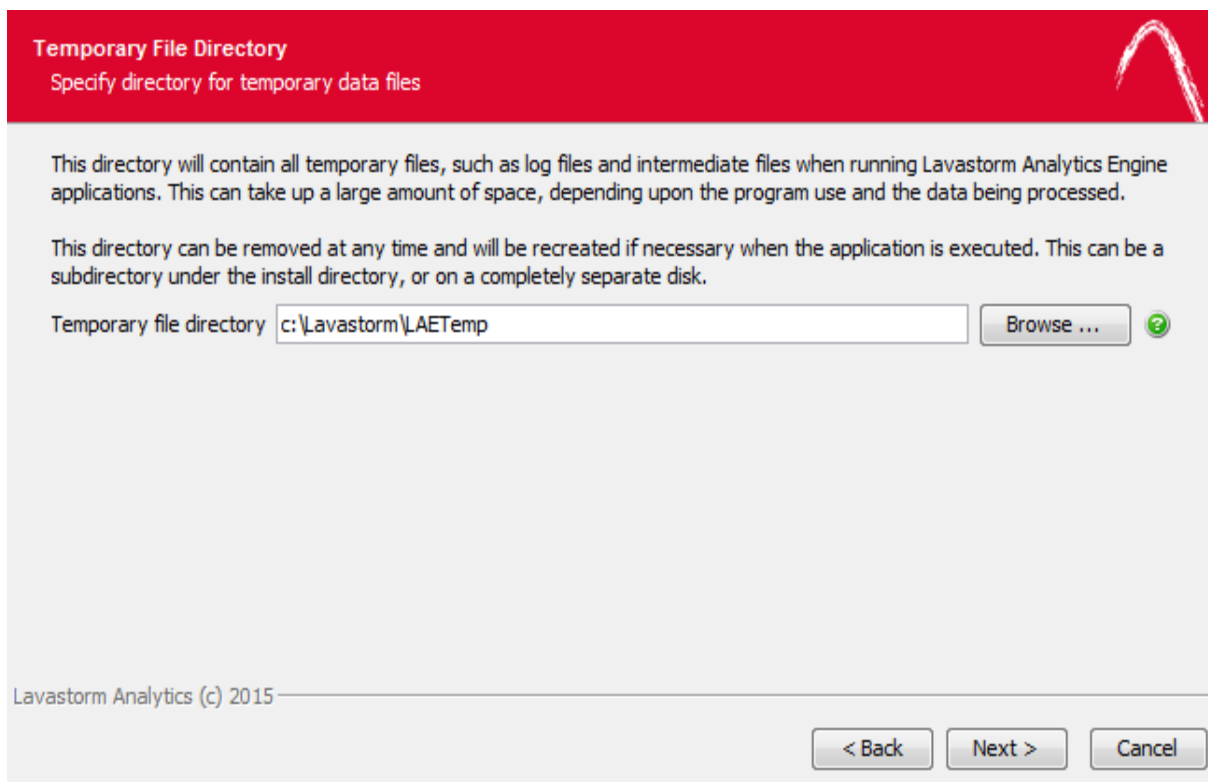 Temporary File Directory
Specify directory for temporary data files
This directory will contain all temporary files, such as log files and intermediate files when running Lavastorm Analytics Engine
applications. This can take up a large amount of space, depending upon the program use and the data being processed.
This directory can be removed at any time and will be recreated if necessary when the application is executed. This can be a
subdirectory under the install directory, or on a completely separate disk.
Temporary file directory c:\Lavastorm\LAETemp Browse ... ?
Lavastorm Analytics (c) 2015
< Back Next > Cancel